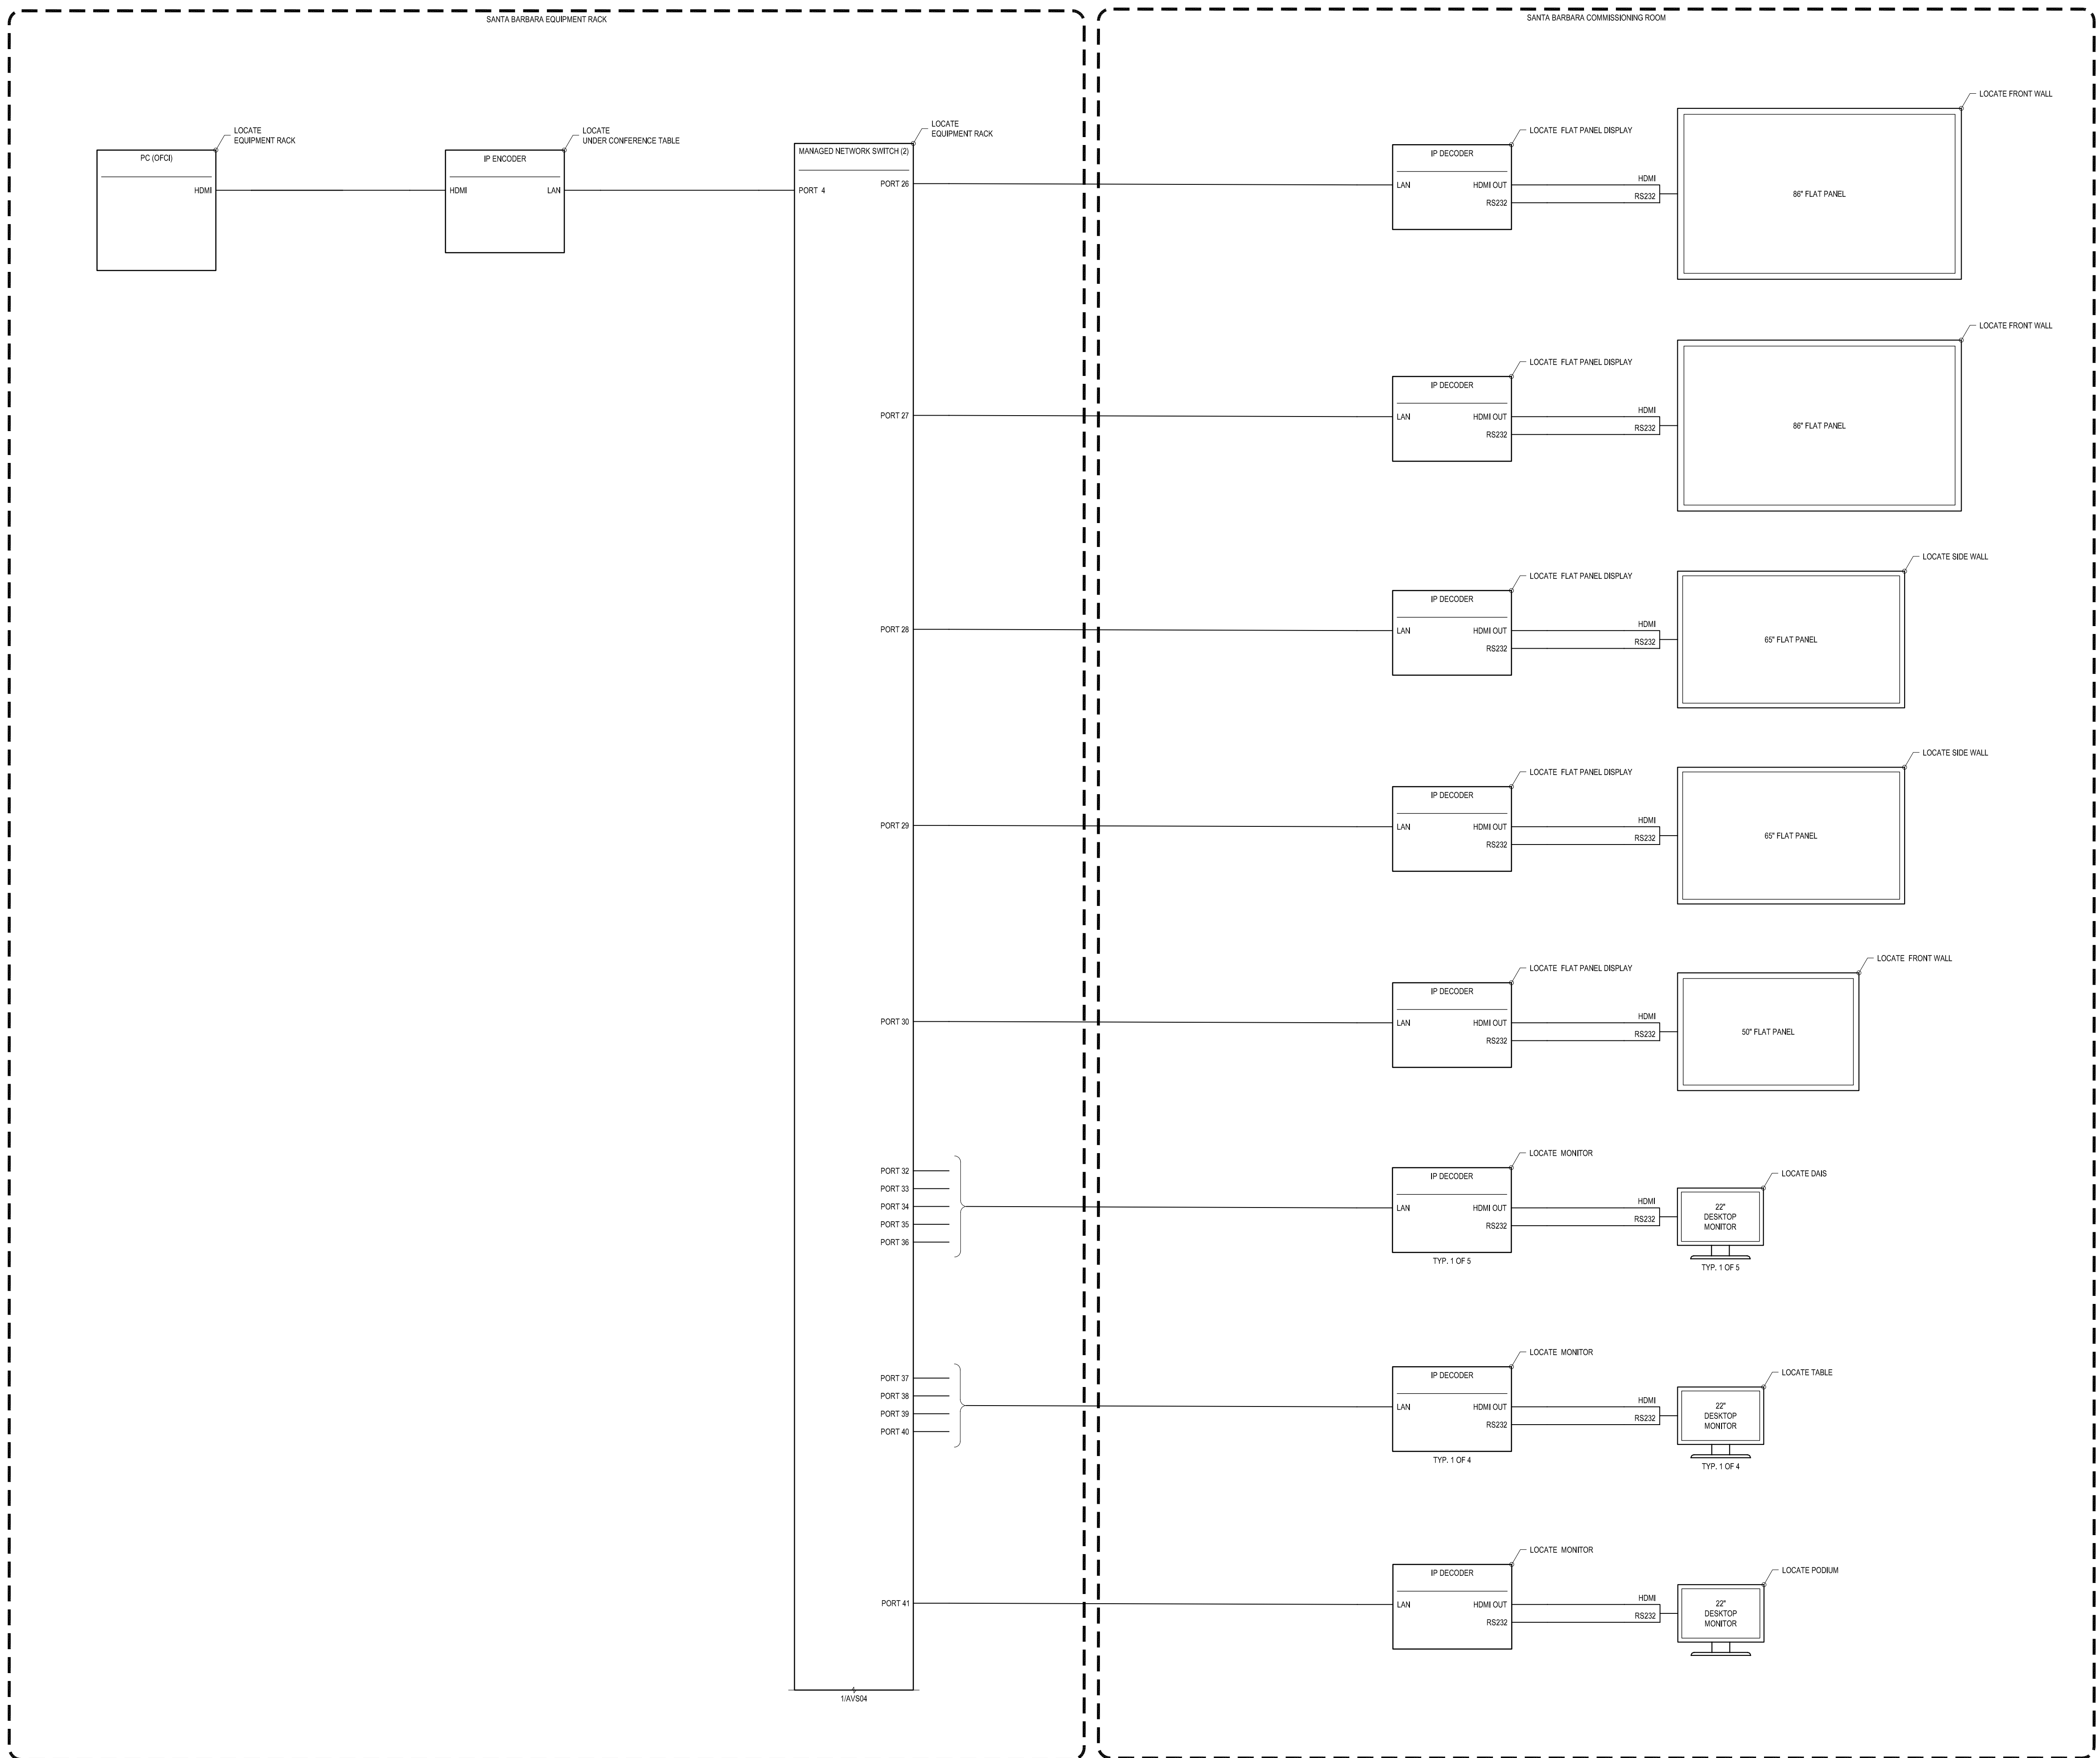 SANTA BARBARA EQUIPMENT RACK
SANTA BARBARA COMMISSIONING ROOM
LOCATE
EQUIPMENT RACK
PC (OFCI)
HDMI
LOCATE
UNDER CONFERENCE TABLE
IP ENCODER
HDMI LAN
LOCATE
EQUIPMENT RACK
MANAGED NETWORK SWITCH (2)
PORT 4
PORT 26
LOCATE FLAT PANEL DISPLAY
IP DECODER
LAN HDMI OUT
RS232
HDMI
RS232
LOCATE FRONT WALL
86" FLAT PANEL
PORT 27
LOCATE FLAT PANEL DISPLAY
IP DECODER
LAN HDMI OUT
RS232
HDMI
RS232
LOCATE FRONT WALL
86" FLAT PANEL
PORT 28
LOCATE FLAT PANEL DISPLAY
IP DECODER
LAN HDMI OUT
RS232
HDMI
RS232
LOCATE SIDE WALL
65" FLAT PANEL
PORT 29
LOCATE FLAT PANEL DISPLAY
IP DECODER
LAN HDMI OUT
RS232
HDMI
RS232
LOCATE SIDE WALL
65" FLAT PANEL
PORT 30
LOCATE FLAT PANEL DISPLAY
IP DECODER
LAN HDMI OUT
RS232
HDMI
RS232
LOCATE FRONT WALL
50" FLAT PANEL
PORT 32
PORT 33
PORT 34
PORT 35
PORT 36
LOCATE MONITOR
IP DECODER
LAN HDMI OUT
RS232
TYP. 1 OF 5
HDMI
RS232
LOCATE DAIS
22"
DESKTOP
MONITOR
TYP. 1 OF 5
PORT 37
PORT 38
PORT 39
PORT 40
LOCATE MONITOR
IP DECODER
LAN HDMI OUT
RS232
TYP. 1 OF 4
HDMI
RS232
LOCATE TABLE
22"
DESKTOP
MONITOR
TYP. 1 OF 4
PORT 41
LOCATE MONITOR
IP DECODER
LAN HDMI OUT
RS232
HDMI
RS232
LOCATE PODIUM
22"
DESKTOP
MONITOR
1/AVS04